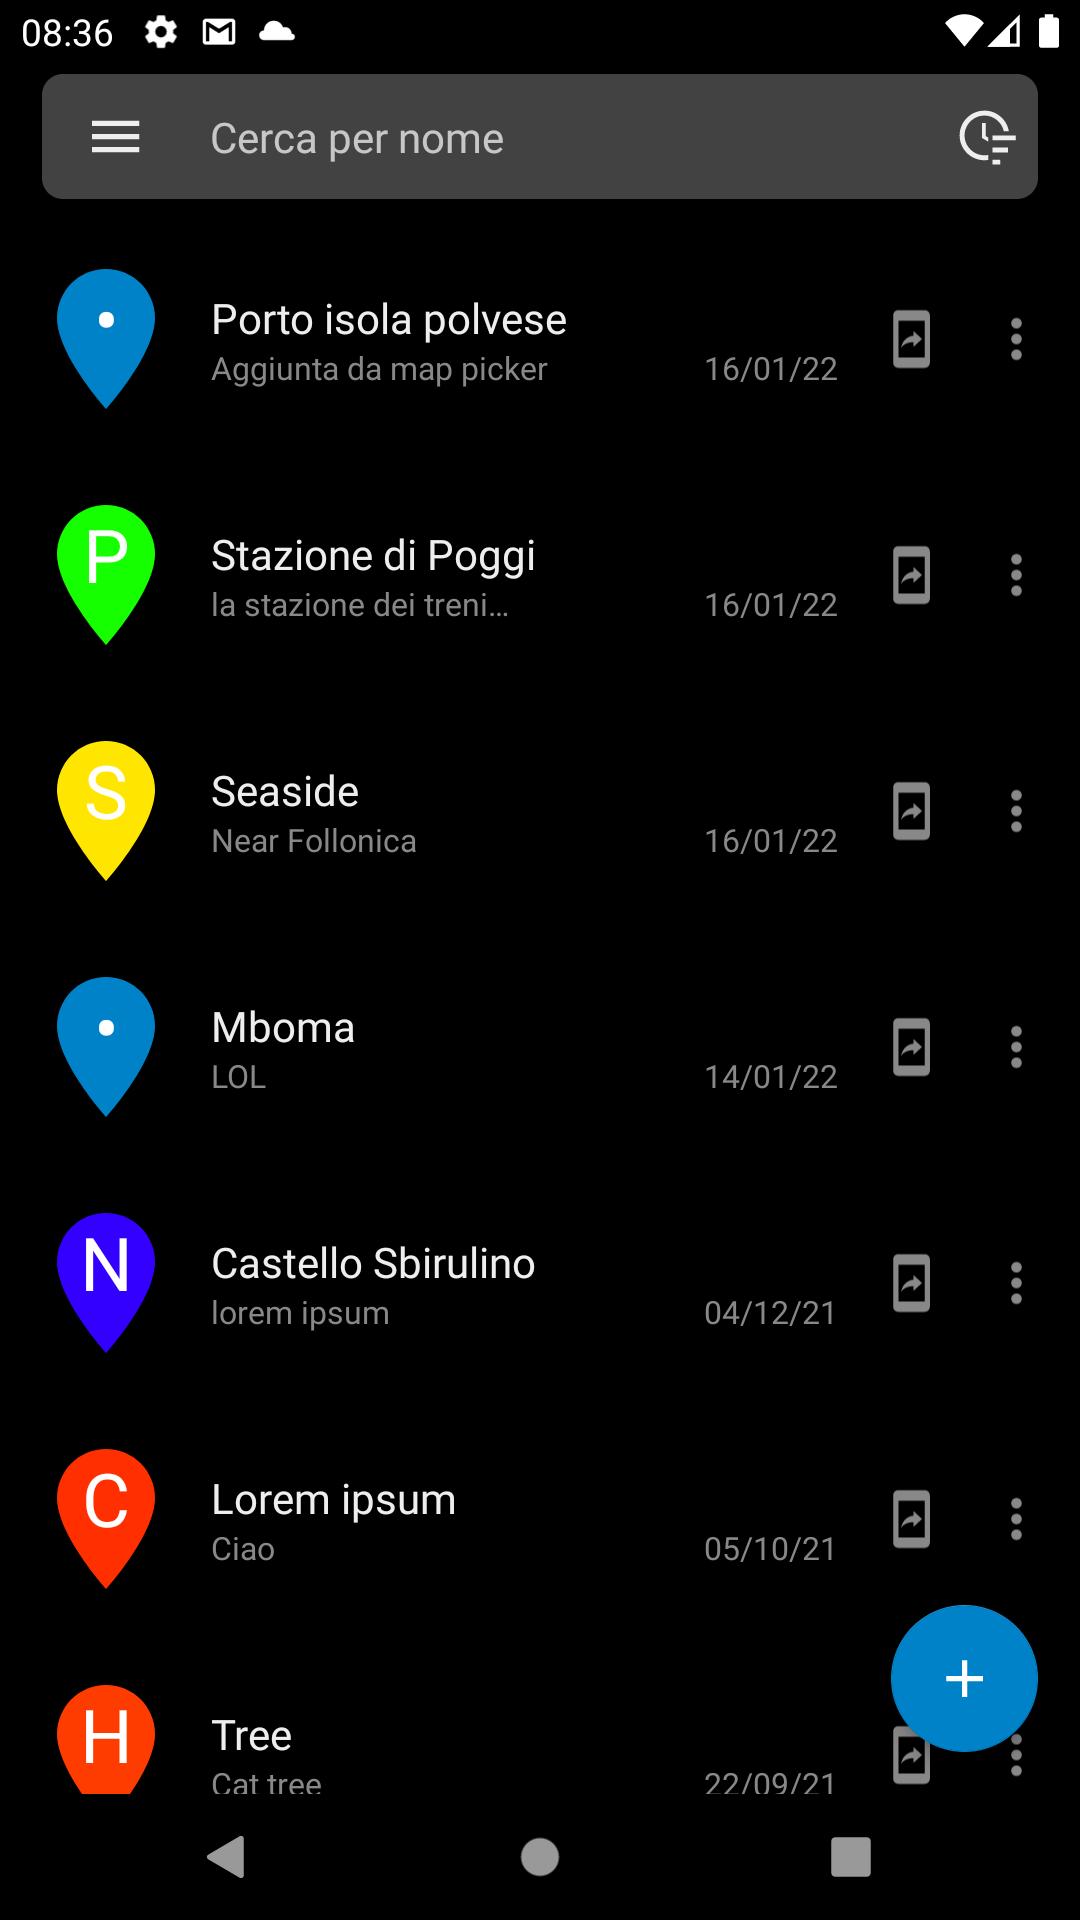 08:36
Cerca per nome
Porto isola polvese
Aggiunta da map picker 16/01/22
P
Stazione di Poggi
la stazione dei treni… 16/01/22
S
Seaside
Near Follonica 16/01/22
Mboma
LOL 14/01/22
N
Castello Sbirulino
lorem ipsum 04/12/21
C
Lorem ipsum
Ciao 05/10/21
H
Tree
Cat tree 22/09/21